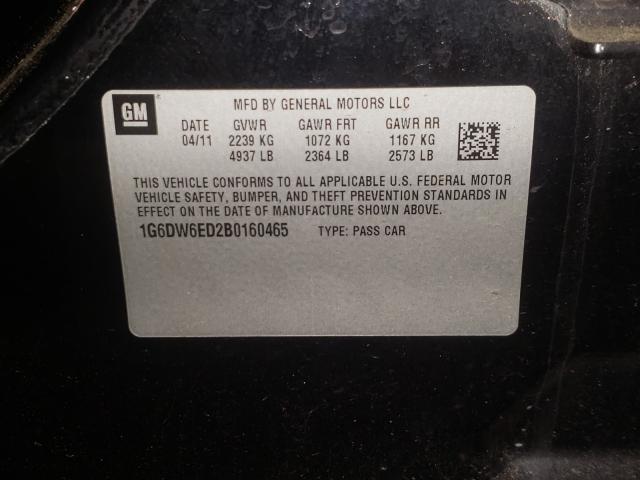 GM
MFD BY GENERAL MOTORS LLC
DATE GVWR GAWR FRT GAWR RR
04/11 2239 KG 1072 KG 1167 KG
4937 LB 2364 LB 2573 LB
THIS VEHICLE CONFORMS TO ALL APPLICABLE U.S. FEDERAL MOTOR
VEHICLE SAFETY, BUMPER, AND THEFT PREVENTION STANDARDS IN
EFFECT ON THE DATE OF MANUFACTURE SHOWN ABOVE.
1G6DW6ED2B0160465 TYPE: PASS CAR